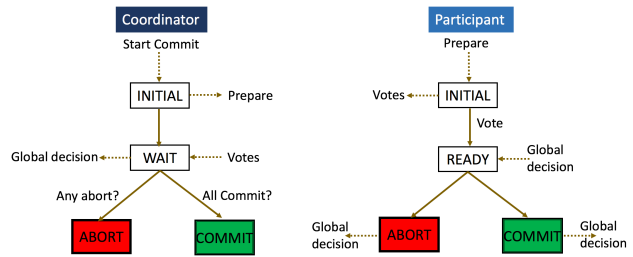 Coordinator
Start Commit
INITIAL
Prepare
Global decision
WAIT
Votes
Any abort?
All Commit?
ABORT
COMMIT
Participant
Prepare
Votes
INITIAL
Vote
READY
Global
decision
Global
decision
ABORT
COMMIT
Global
decision